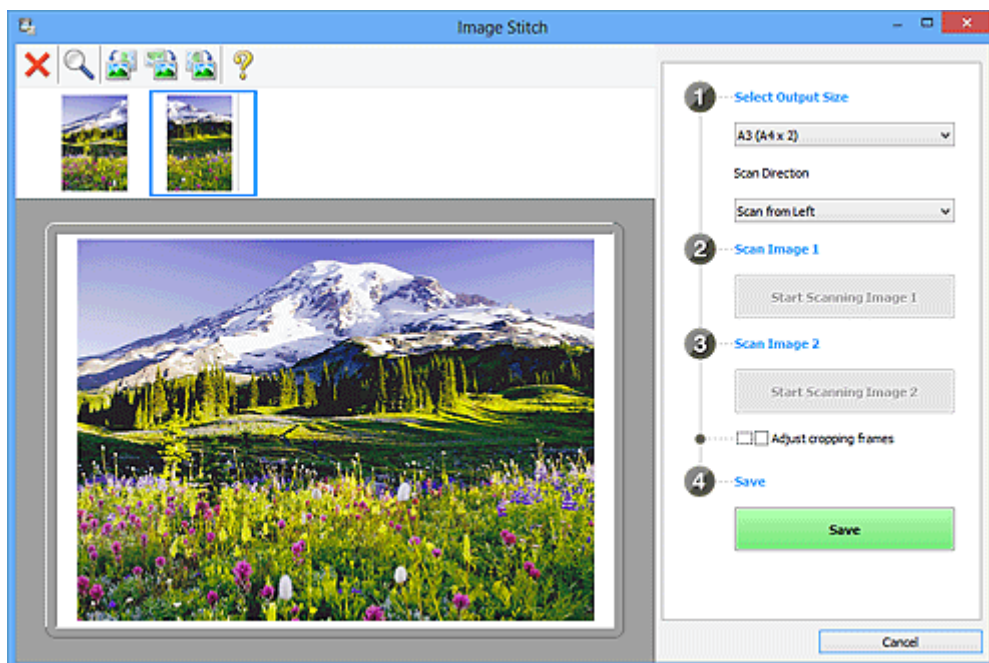 Image Stitch
1
Select Output Size
A3 (A4 x 2)
Scan Direction
Scan from Left
2
Scan Image 1
Start Scanning Image 1
3
Scan Image 2
Start Scanning Image 2
Adjust cropping frames
4
Save
Save
Cancel